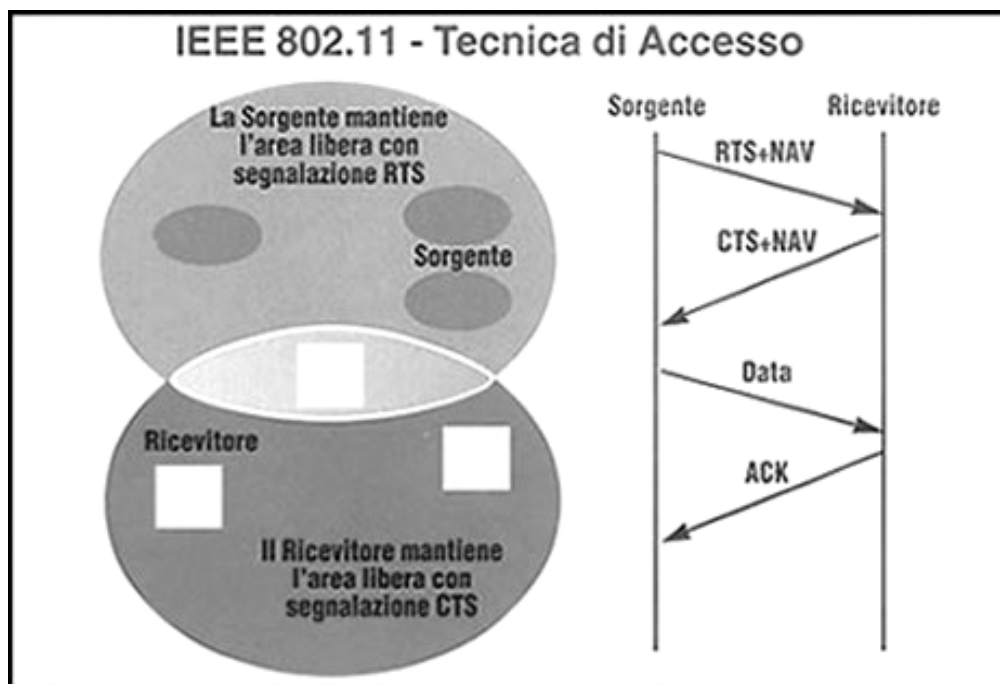 IEEE 802.11 - Tecnica di Accesso
La Sorgente mantiene
l'area libera con
segnalazione RTS
Sorgente
Ricevitore
Il Ricevitore mantiene
l'area libera con
segnalazione CTS
Sorgente
Ricevitore
RTS+NAV
CTS+NAV
Data
ACK